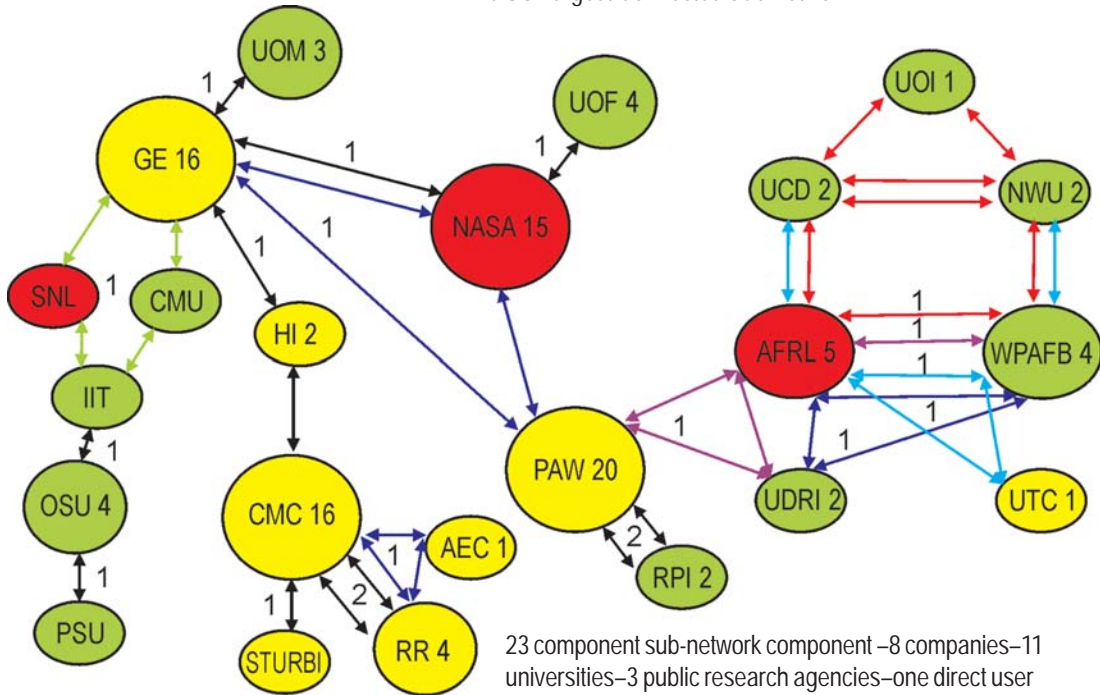 UOM 3
1
UOF 4
UOI 1
GE 16
1
1
UCD 2
NWU 2
NASA 15
1
1
SNL
1
CMU
HI 2
1
1
AFRL 5
WPAFB 4
1
1
1
IIT
1
OSU 4
CMC 16
PAW 20
UDRI 2
UTC 1
1
AEC 1
2
2
RPI 2
1
1
PSU
STURBI
RR 4
23 component sub-network component –8 companies–11
universities–3 public research agencies–one direct user